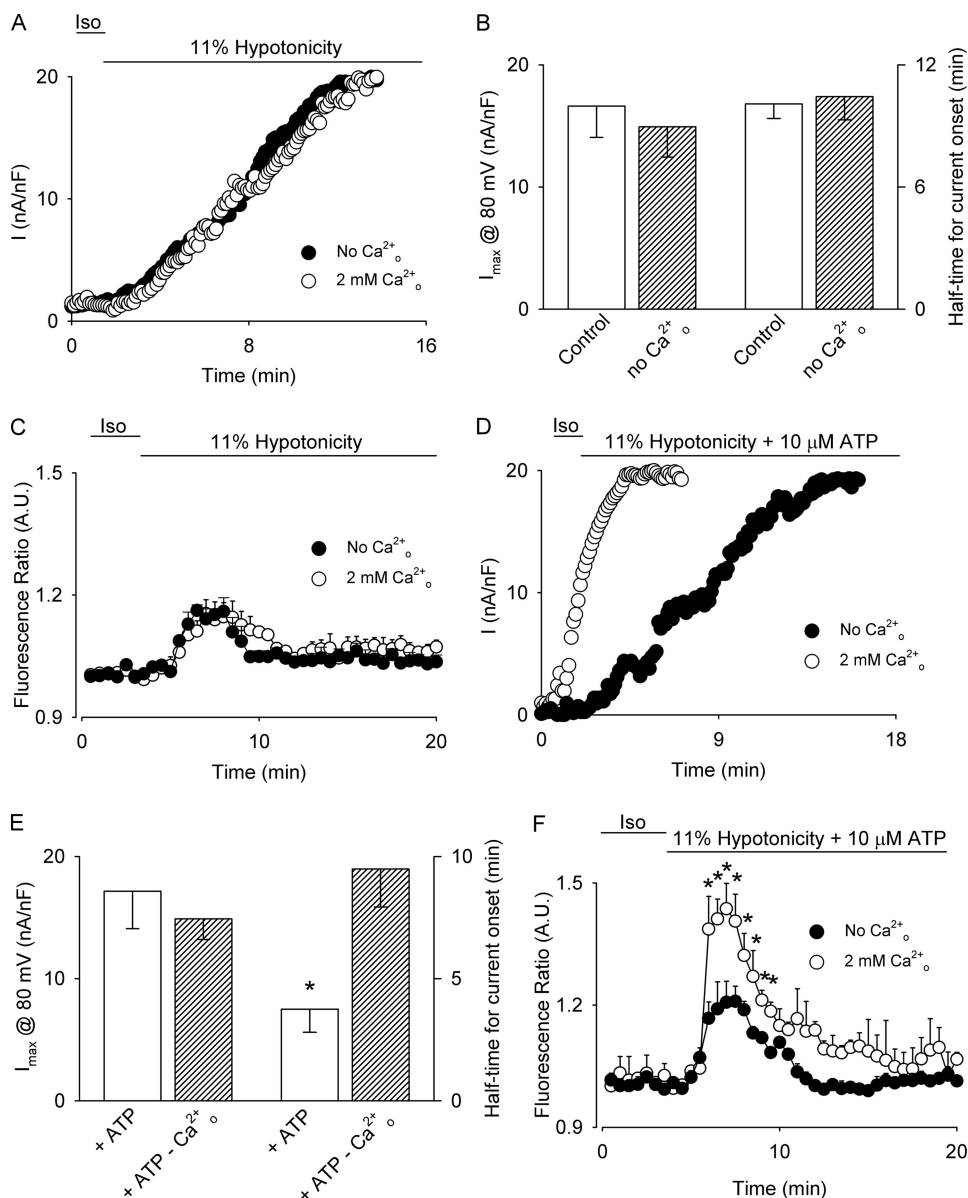 A
Iso
11% Hypotonicity
20
10
0
I (nA/nF)
No Ca²⁺ₒ
2 mM Ca²⁺ₒ
0 8 16
Time (min)
B
20
10
0
I_max @ 80 mV (nA/nF)
12
6
0
Half-time for current onset (min)
Control
no Ca²⁺ₒ
Control
no Ca²⁺ₒ
C
Iso
11% Hypotonicity
1.5
1.2
0.9
Fluorescence Ratio (A.U.)
No Ca²⁺ₒ
2 mM Ca²⁺ₒ
0 10 20
Time (min)
D
Iso
11% Hypotonicity + 10 μM ATP
20
10
0
I (nA/nF)
No Ca²⁺ₒ
2 mM Ca²⁺ₒ
0 9 18
Time (min)
E
20
10
0
I_max @ 80 mV (nA/nF)
*
10
5
0
Half-time for current onset (min)
+ ATP
+ ATP - Ca²⁺ₒ
+ ATP
+ ATP - Ca²⁺ₒ
F
Iso
11% Hypotonicity + 10 μM ATP
1.5
1.2
0.9
Fluorescence Ratio (A.U.)
* * * * * * * *
No Ca²⁺ₒ
2 mM Ca²⁺ₒ
0 10 20
Time (min)